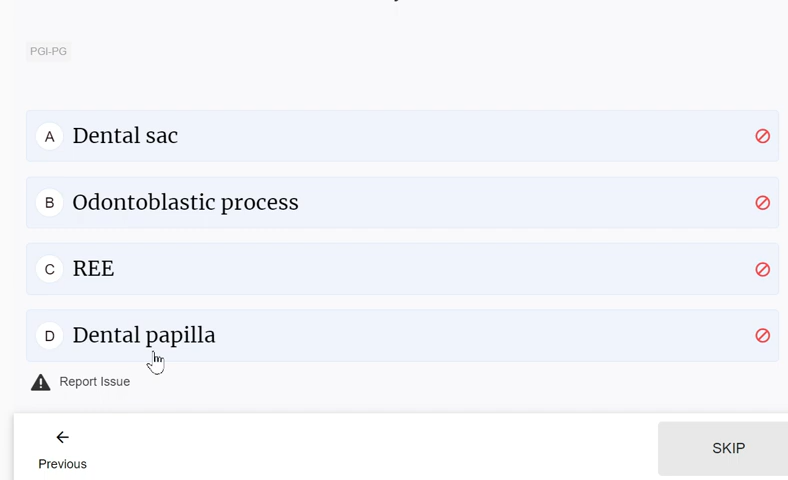 PGI-PG
A Dental sac
B Odontoblastic process
C REE
D Dental papilla
Report Issue
Previous
SKIP